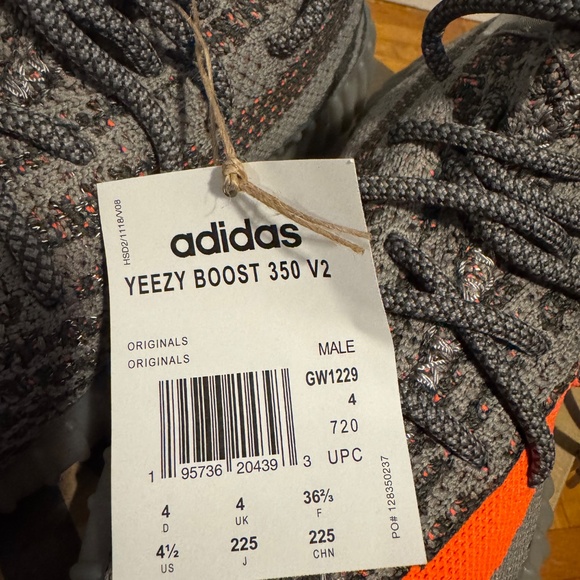 HSD2/1118/V08
adidas
YEEZY BOOST 350 V2
ORIGINALS
ORIGINALS
MALE
GW1229
4
720
UPC
1 95736 20439 3
4 4 36⅔
D UK F
4½ 225 225
US J CHN
PO# 128350237